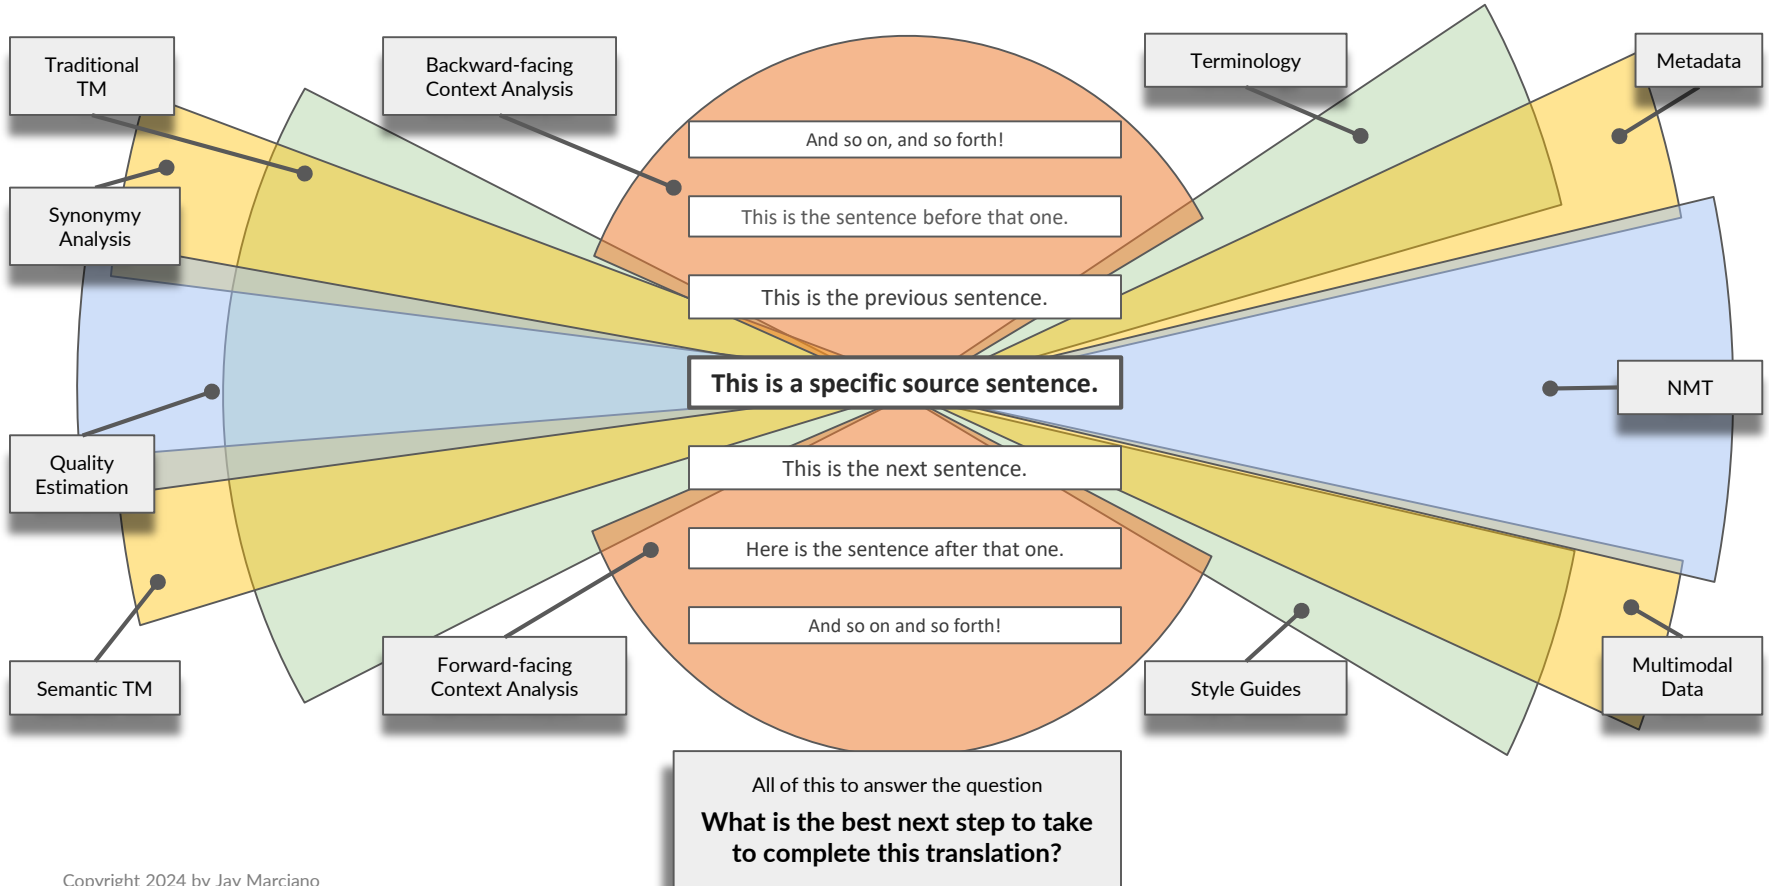 Traditional
TM
Backward-facing
Context Analysis
Terminology
Metadata
And so on, and so forth!
Synonymy
Analysis
This is the sentence before that one.
This is the previous sentence.
This is a specific source sentence.
NMT
Quality
Estimation
This is the next sentence.
Here is the sentence after that one.
And so on and so forth!
Semantic TM
Forward-facing
Context Analysis
Style Guides
Multimodal
Data
All of this to answer the question
What is the best next step to take
to complete this translation?
Copyright 2024 by Jay Marciano